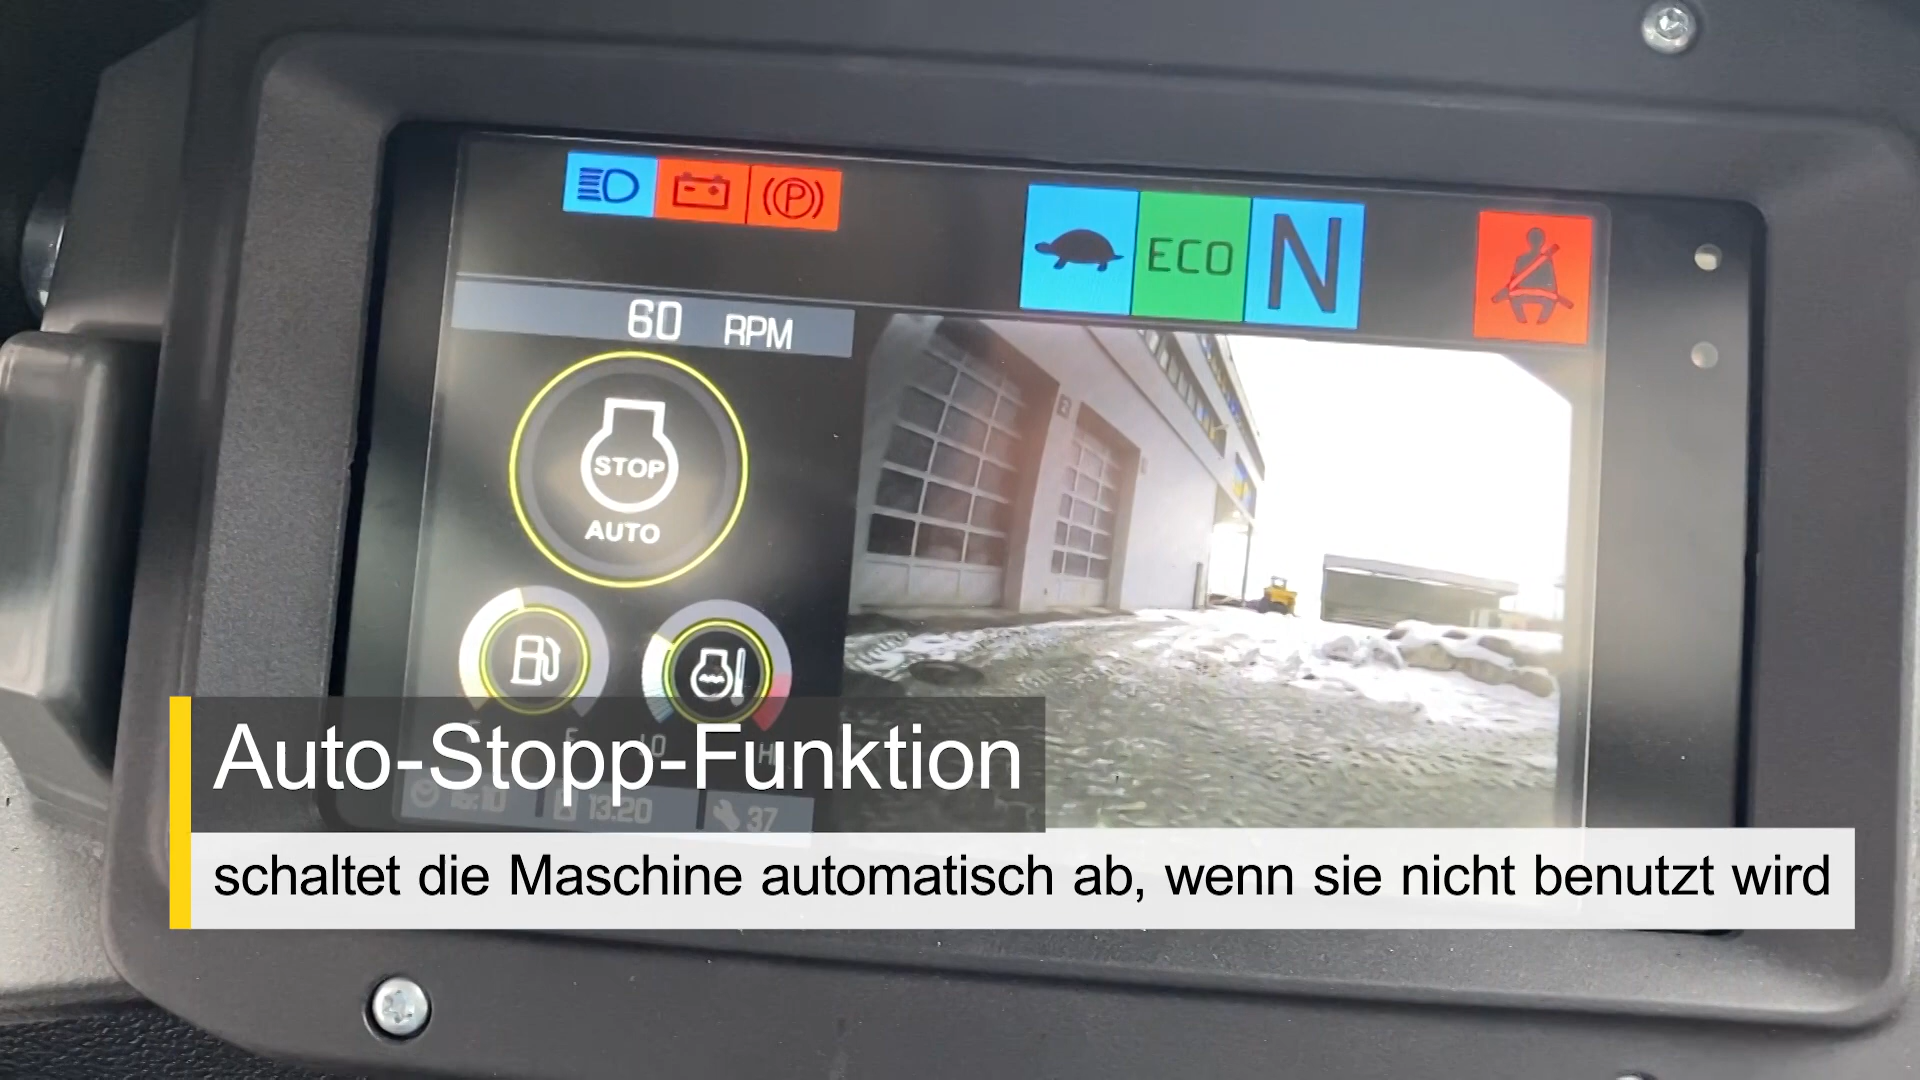 P
ECO N
60 RPM
STOP
AUTO
Auto-Stopp-Funktion
13:20 37
schaltet die Maschine automatisch ab, wenn sie nicht benutzt wird